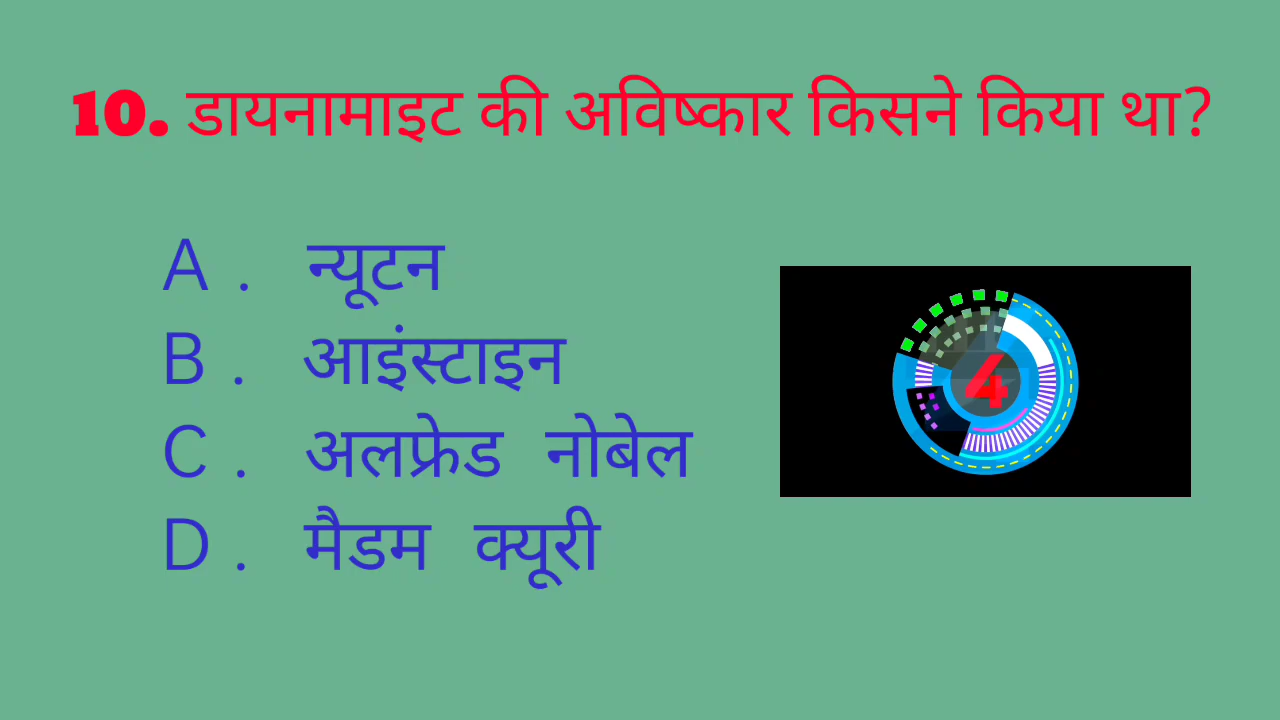 10. डायनामाइट की अविष्कार किसने किया था?
A . न्यूटन
B . आइंस्टाइन
C . अलफ्रेड नोबेल
D . मैडम क्यूरी
4